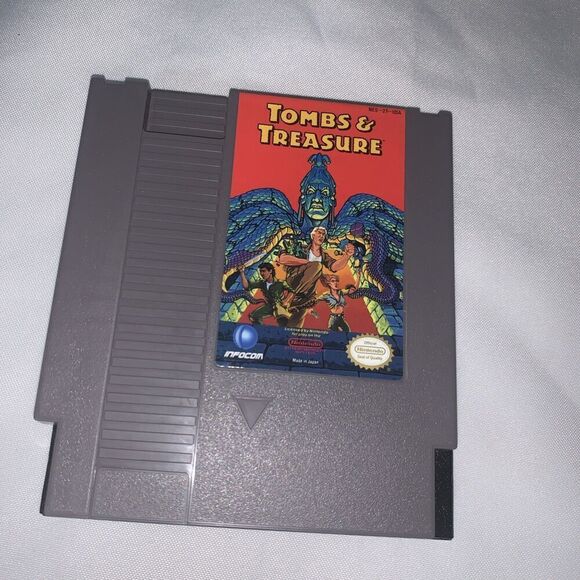 NES-2T-USA
TOMBS &
TREASURE
Licensed by Nintendo
for play on the
Nintendo
INFOCOM
Made in Japan
Official
Nintendo
Seal of Quality